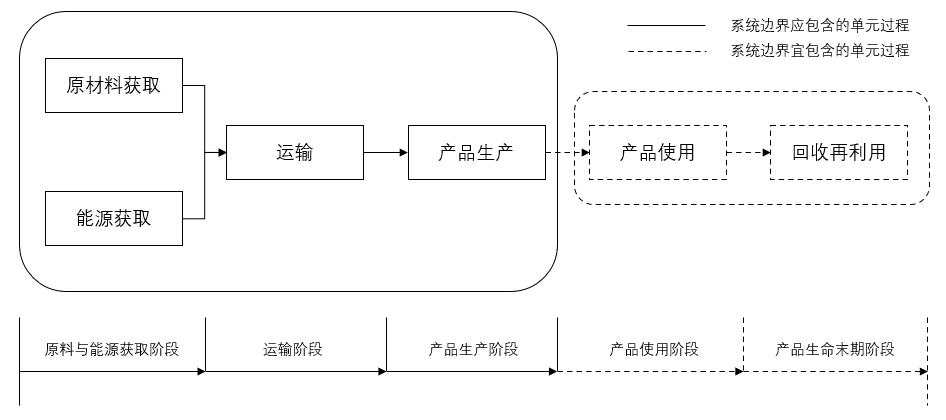 系统边界应包含的单元过程
系统边界宜包含的单元过程
原材料获取
能源获取
运输
产品生产
产品使用
回收再利用
原料与能源获取阶段
运输阶段
产品生产阶段
产品使用阶段
产品生命末期阶段